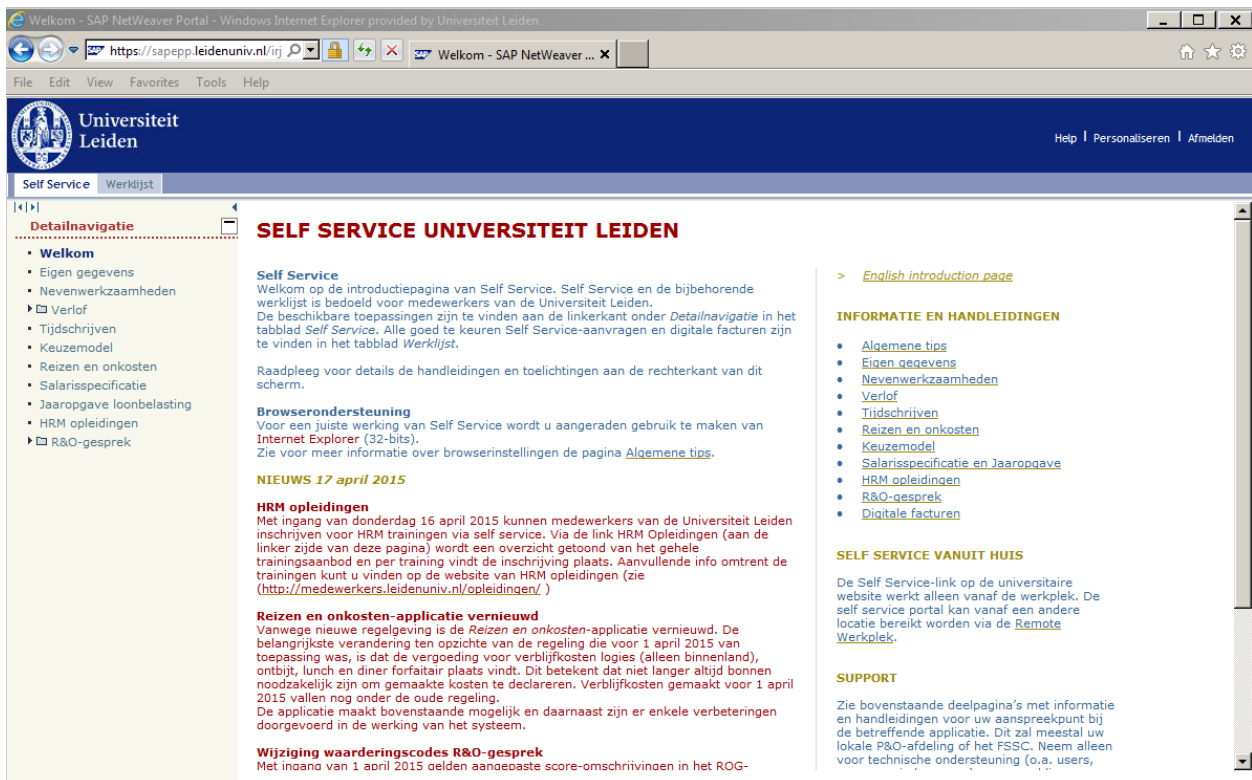 Welkom - SAP NetWeaver Portal - Windows Internet Explorer provided by Universiteit Leiden
https://sapepp.leidenuniv.nl/irj
Welkom - SAP NetWeaver ...
File Edit View Favorites Tools Help
Universiteit
Leiden
Help | Personaliseren | Afmelden
Self Service Werklijst
Detailnavigatie
Welkom
Eigen gegevens
Nevenwerkzaamheden
Verlof
Tijdschrijven
Keuzemodel
Reizen en onkosten
Salarisspecificatie
Jaaropgave loonbelasting
HRM opleidingen
R&O-gesprek
SELF SERVICE UNIVERSITEIT LEIDEN
Self Service
Welkom op de introductiepagina van Self Service. Self Service en de bijbehorende
werklijst is bedoeld voor medewerkers van de Universiteit Leiden.
De beschikbare toepassingen zijn te vinden aan de linkerkant onder Detailnavigatie in het
tabblad Self Service. Alle goed te keuren Self Service-aanvragen en digitale facturen zijn
te vinden in het tabblad Werklijst.
Raadpleeg voor details de handleidingen en toelichtingen aan de rechterkant van dit
scherm.
Browserondersteuning
Voor een juiste werking van Self Service wordt u aangeraden gebruik te maken van
Internet Explorer (32-bits).
Zie voor meer informatie over browserinstellingen de pagina Algemene tips.
NIEUWS 17 april 2015
HRM opleidingen
Met ingang van donderdag 16 april 2015 kunnen medewerkers van de Universiteit Leiden
inschrijven voor HRM trainingen via self service. Via de link HRM Opleidingen (aan de
linker zijde van deze pagina) wordt een overzicht getoond van het gehele
trainingsaanbod en per training vindt de inschrijving plaats. Aanvullende info omtrent de
trainingen kunt u vinden op de website van HRM opleidingen (zie
(http://medewerkers.leidenuniv.nl/opleidingen/ )
Reizen en onkosten-applicatie vernieuwd
Vanwege nieuwe regelgeving is de Reizen en onkosten-applicatie vernieuwd. De
belangrijkste verandering ten opzichte van de regeling die voor 1 april 2015 van
toepassing was, is dat de vergoeding voor verblijfkosten logies (alleen binnenland),
ontbijt, lunch en diner forfaitair plaats vindt. Dit betekent dat niet langer altijd bonnen
noodzakelijk zijn om gemaakte kosten te declareren. Verblijfkosten gemaakt voor 1 april
2015 vallen nog onder de oude regeling.
De applicatie maakt bovenstaande mogelijk en daarnaast zijn er enkele verbeteringen
doorgevoerd in de werking van het systeem.
Wijziging waarderingscodes R&O-gesprek
Met ingang van 1 april 2015 gelden aangepaste score-omschrijvingen in het ROG-
> English introduction page
INFORMATIE EN HANDLEIDINGEN
Algemene tips
Eigen gegevens
Nevenwerkzaamheden
Verlof
Tijdschrijven
Reizen en onkosten
Keuzemodel
Salarisspecificatie en Jaaropgave
HRM opleidingen
R&O-gesprek
Digitale facturen
SELF SERVICE VANUIT HUIS
De Self Service-link op de universitaire
website werkt alleen vanaf de werkplek. De
self service portal kan vanaf een andere
locatie bereikt worden via de Remote
Werkplek.
SUPPORT
Zie bovenstaande deelpagina's met informatie
en handleidingen voor uw aanspreekpunt bij
de betreffende applicatie. Dit zal meestal uw
lokale P&O-afdeling of het FSSC. Neem alleen
voor technische ondersteuning (o.a. users,